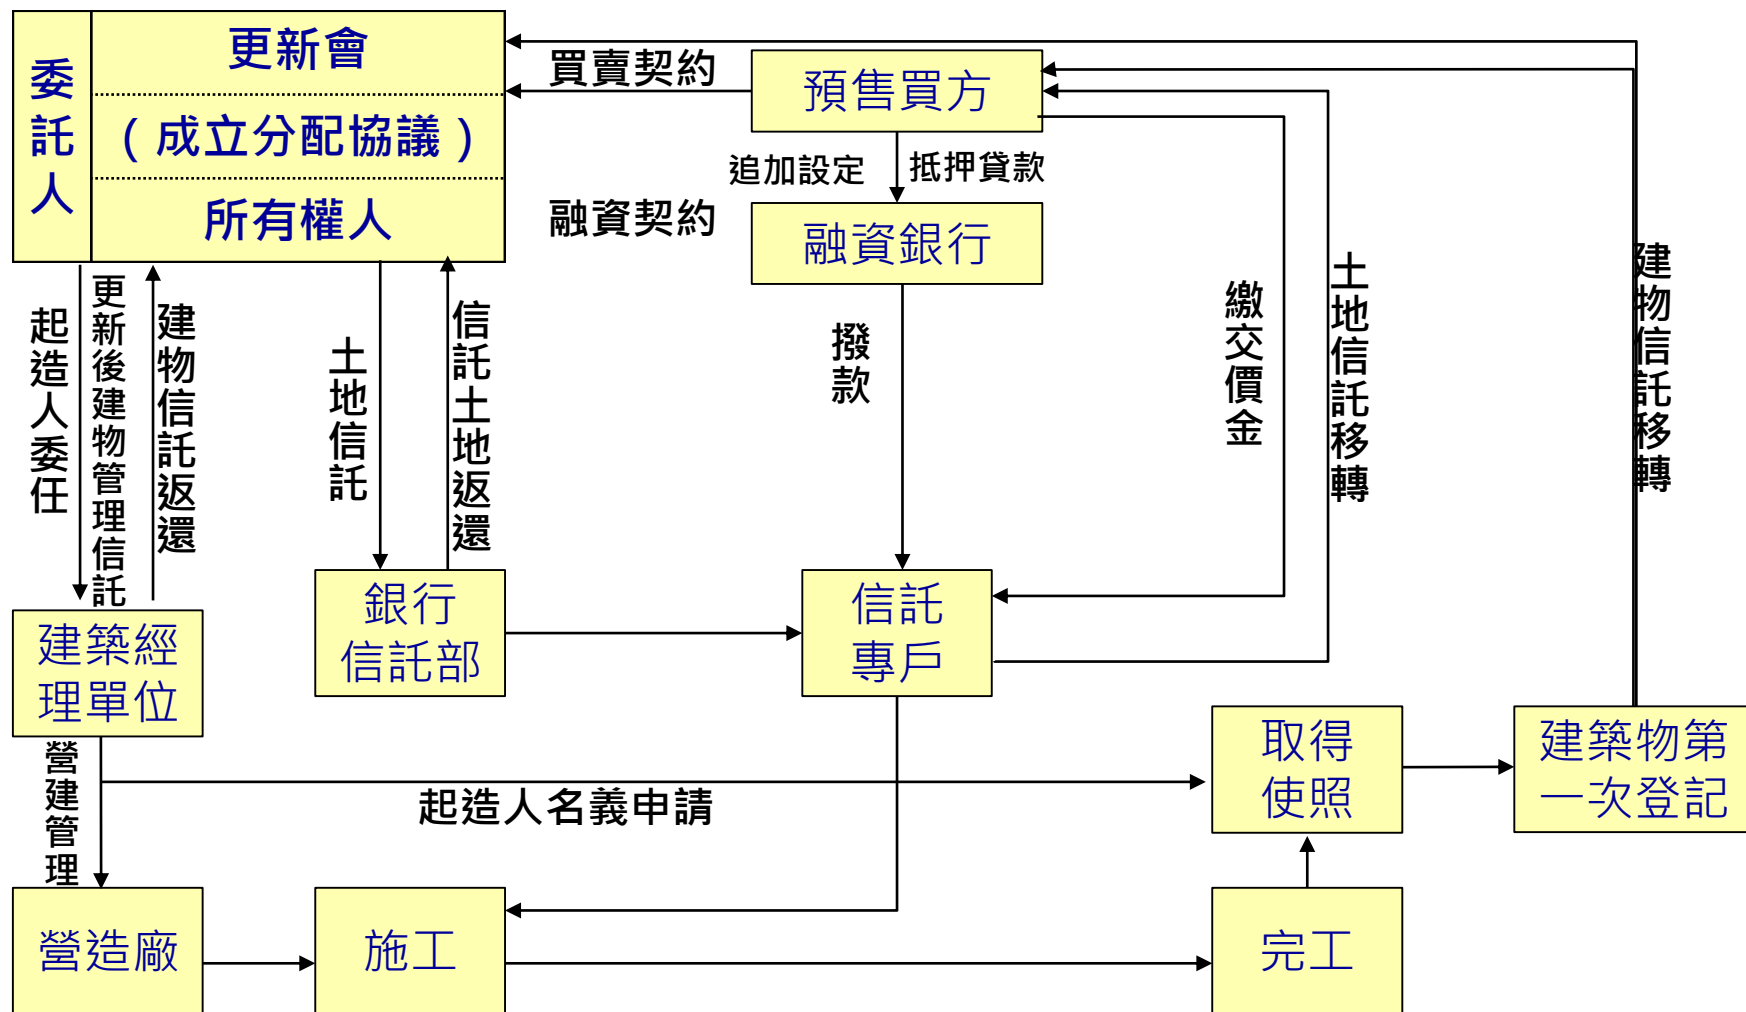 委託人
更新會
（成立分配協議）
所有權人
買賣契約
預售買方
追加設定
抵押貸款
融資契約
融資銀行
起造人委任
更新後建物管理信託
建物信託返還
土地信託
信託土地返還
撥款
繳交價金
土地信託移轉
建物信託移轉
建築經
理單位
銀行
信託部
信託
專戶
營建管理
起造人名義申請
取得
使照
建築物第
一次登記
營造廠
施工
完工